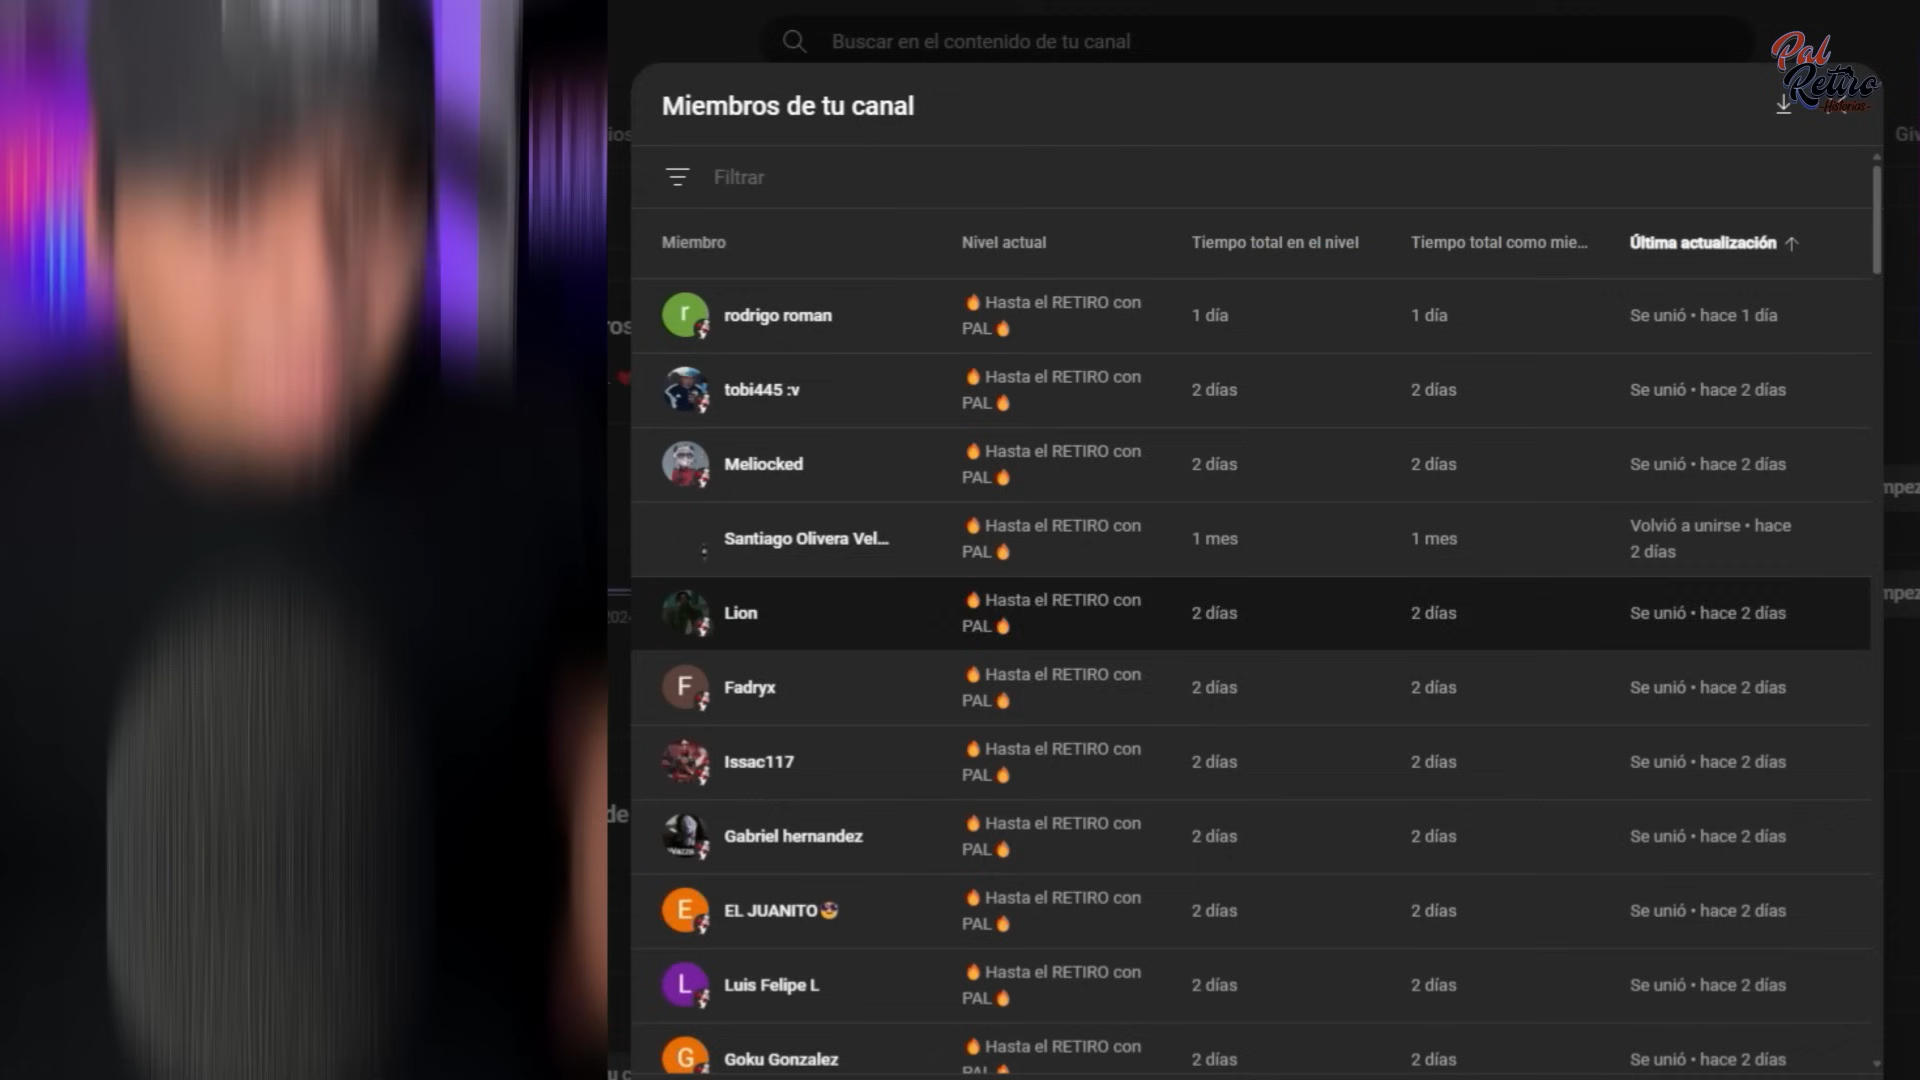 Buscar en el contenido de tu canal
Pal
Retiro
-Historias-
Miembros de tu canal
Filtrar
Miembro Nivel actual Tiempo total en el nivel Tiempo total como mie... Última actualización ↑
r rodrigo roman 🔥 Hasta el RETIRO con PAL🔥 1 día 1 día Se unió • hace 1 día
tobi445 :v 🔥 Hasta el RETIRO con PAL🔥 2 días 2 días Se unió • hace 2 días
Meliocked 🔥 Hasta el RETIRO con PAL🔥 2 días 2 días Se unió • hace 2 días
Santiago Olivera Vel... 🔥 Hasta el RETIRO con PAL🔥 1 mes 1 mes Volvió a unirse • hace 2 días
Lion 🔥 Hasta el RETIRO con PAL🔥 2 días 2 días Se unió • hace 2 días
F Fadryx 🔥 Hasta el RETIRO con PAL🔥 2 días 2 días Se unió • hace 2 días
Issac117 🔥 Hasta el RETIRO con PAL🔥 2 días 2 días Se unió • hace 2 días
Gabriel hernandez 🔥 Hasta el RETIRO con PAL🔥 2 días 2 días Se unió • hace 2 días
E EL JUANITO😎 🔥 Hasta el RETIRO con PAL🔥 2 días 2 días Se unió • hace 2 días
L Luis Felipe L 🔥 Hasta el RETIRO con PAL🔥 2 días 2 días Se unió • hace 2 días
G Goku Gonzalez 🔥 Hasta el RETIRO con PAL🔥 2 días 2 días Se unió • hace 2 días